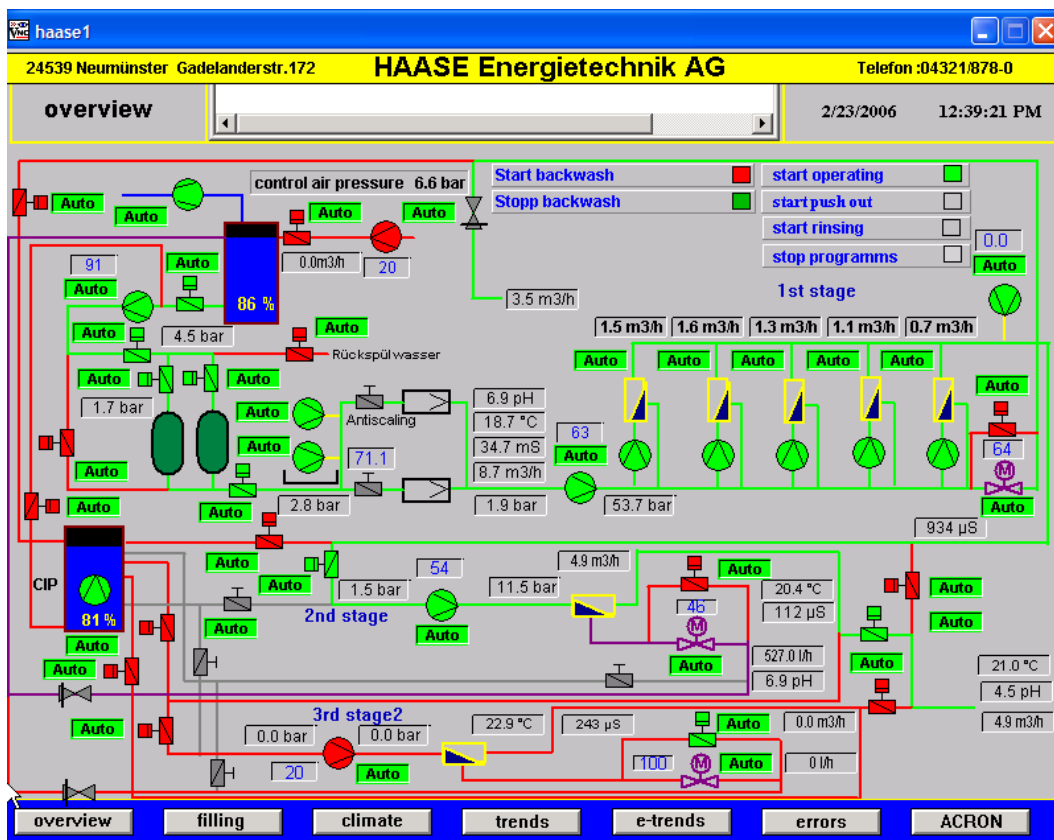 haase1
24539 Neumünster Gadelanderstr.172 HAASE Energietechnik AG Telefon :04321/878-0
overview 2/23/2006 12:39:21 PM
control air pressure 6.6 bar
Start backwash
Stopp backwash
start operating
start push out
start rinsing
stop programms
Auto Auto Auto Auto
0.0m3/h 20
0.0
Auto
91
Auto
Auto
86 %
3.5 m3/h
1st stage
4.5 bar
Auto
Rückspülwasser
1.5 m3/h 1.6 m3/h 1.3 m3/h 1.1 m3/h 0.7 m3/h
Auto Auto Auto Auto Auto
Auto Auto
1.7 bar
Auto
Auto
Antiscaling
71.1
6.9 pH
18.7 °C
34.7 mS
8.7 m3/h
63
Auto
Auto
64
M
Auto
Auto
Auto
Auto
2.8 bar
1.9 bar
53.7 bar
934 µS
CIP
81 %
Auto
Auto
Auto
1.5 bar
54
Auto
11.5 bar
4.9 m3/h
2nd stage
Auto
46
M
Auto
20.4 °C
112 µS
527.0 l/h
6.9 pH
Auto
Auto
Auto
21.0 °C
4.5 pH
4.9 m3/h
Auto
Auto
Auto
3rd stage2
0.0 bar
0.0 bar
20
Auto
22.9 °C
243 µS
Auto
0.0 m3/h
100
M
Auto
0 l/h
overview filling climate trends e-trends errors ACRON